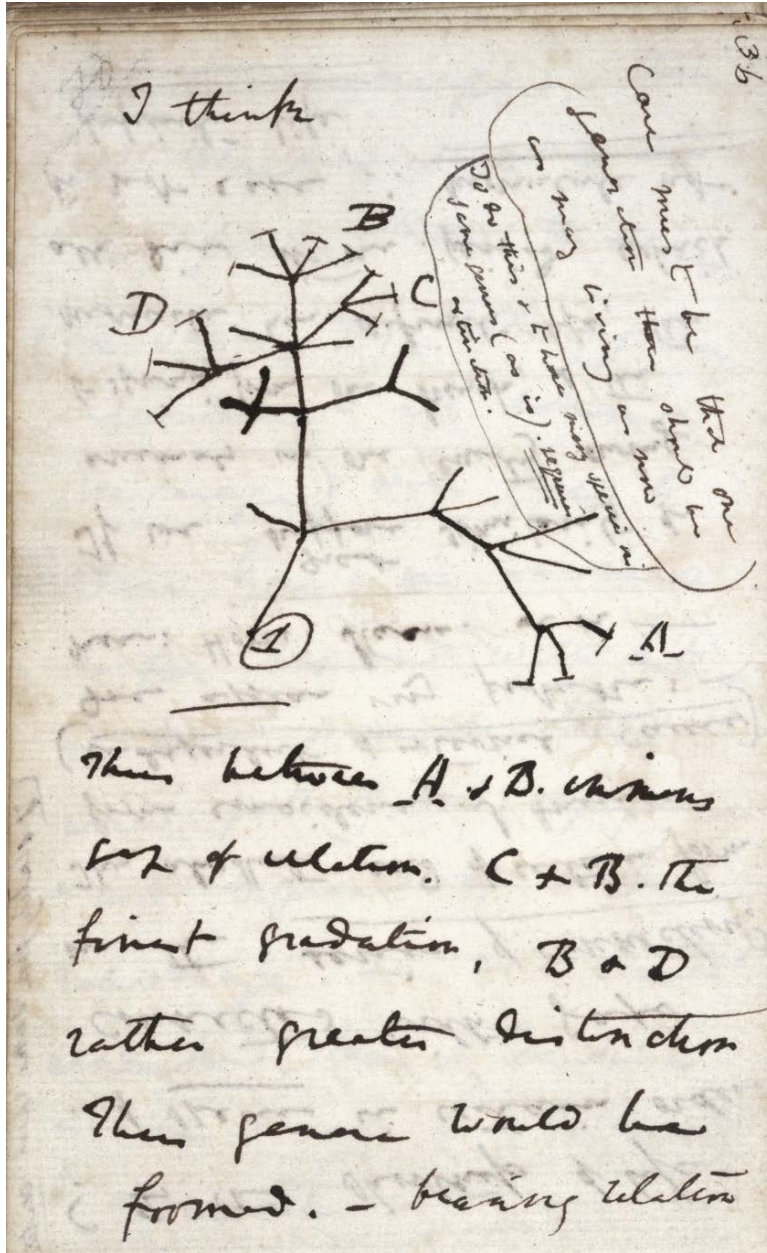 36
I think
Case must be that one
generation then should be
as many living as now
To do this & to have many species in
same genus (as is). requires
extinction.
B
C
D
A
1
Thus between A & B. immens
gap of relation. C & B. the
finest gradation, B & D
rather greater distinction
Thus genera would be
formed. — bearing relation